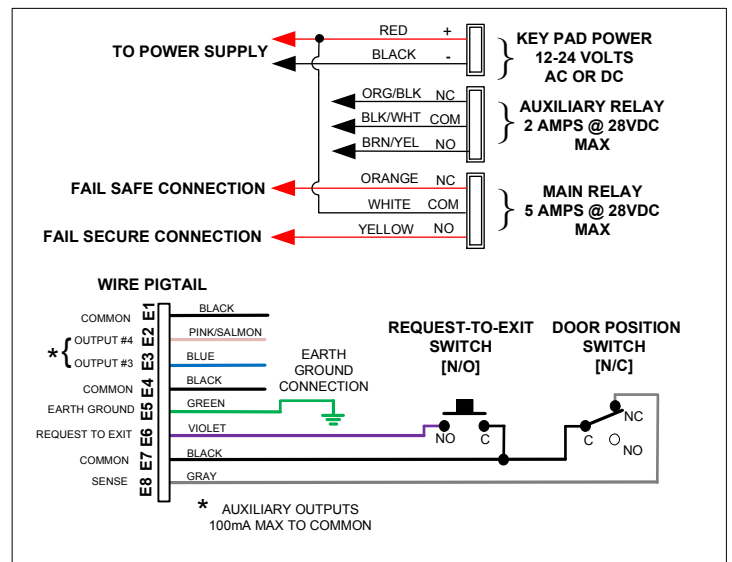 TO POWER SUPPLY
RED +
BLACK -
KEY PAD POWER
12-24 VOLTS
AC OR DC
ORG/BLK NC
BLK/WHT COM
BRN/YEL NO
AUXILIARY RELAY
2 AMPS @ 28VDC
MAX
FAIL SAFE CONNECTION
ORANGE NC
WHITE COM
FAIL SECURE CONNECTION
YELLOW NO
MAIN RELAY
5 AMPS @ 28VDC
MAX
WIRE PIGTAIL
COMMON E1 BLACK
* OUTPUT #4 E2 PINK/SALMON
OUTPUT #3 E3 BLUE
COMMON E4 BLACK
EARTH GROUND E5 GREEN
REQUEST TO EXIT E6 VIOLET
COMMON E7 BLACK
SENSE E8 GRAY
EARTH
GROUND
CONNECTION
REQUEST-TO-EXIT
SWITCH
[N/O]
NO C
DOOR POSITION
SWITCH
[N/C]
NC
C NO
* AUXILIARY OUTPUTS
100mA MAX TO COMMON